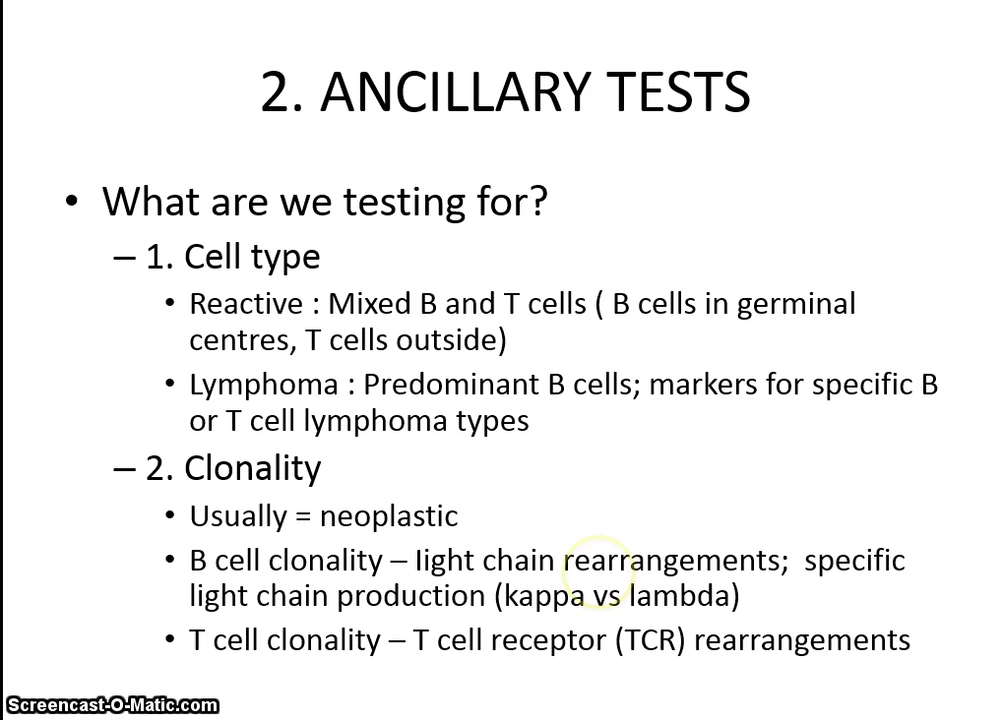 2. ANCILLARY TESTS
• What are we testing for?
– 1. Cell type
• Reactive : Mixed B and T cells ( B cells in germinal
centres, T cells outside)
• Lymphoma : Predominant B cells; markers for specific B
or T cell lymphoma types
– 2. Clonality
• Usually = neoplastic
• B cell clonality – light chain rearrangements;  specific
light chain production (kappa vs lambda)
• T cell clonality – T cell receptor (TCR) rearrangements
Screencast-O-Matic.com